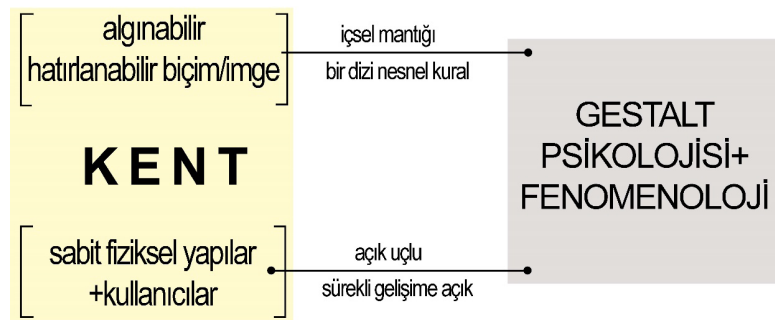 algınabilir
hatırlanabilir biçim/imge
içsel mantığı
bir dizi nesnel kural
KENT
GESTALT
PSİKOLOJİSİ+
FENOMENOLOJİ
sabit fiziksel yapılar
+kullanıcılar
açık uçlu
sürekli gelişime açık